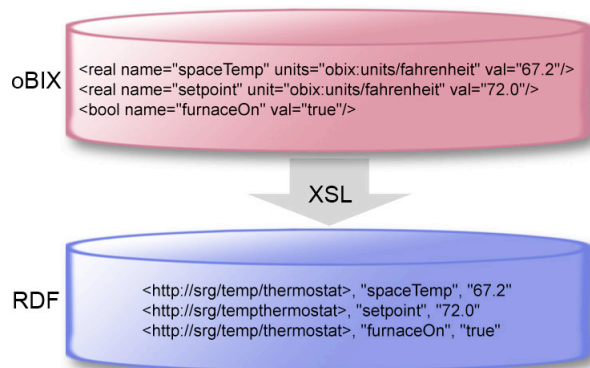 oBIX
<real name="spaceTemp" units="obix:units/fahrenheit" val="67.2"/>
<real name="setpoint" unit="obix:units/fahrenheit" val="72.0"/>
<bool name="furnaceOn" val="true"/>
XSL
RDF
<http://srg/temp/thermostat>, "spaceTemp", "67.2"
<http://srg/tempthermostat>, "setpoint", "72.0"
<http://srg/temp/thermostat>, "furnaceOn", "true"